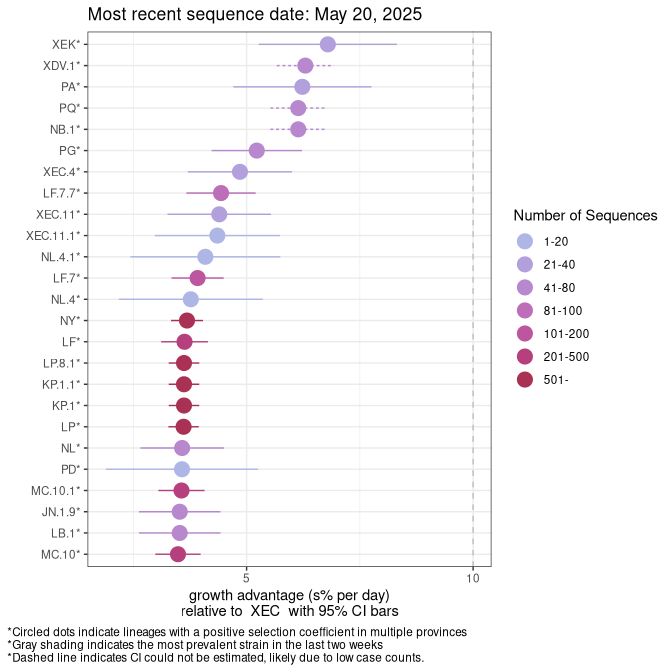 Most recent sequence date: May 20, 2025
XEK*
XDV.1*
PA*
PQ*
NB.1*
PG*
XEC.4*
LF.7.7*
XEC.11*
XEC.11.1*
NL.4.1*
LF.7*
NL.4*
NY*
LF*
LP.8.1*
KP.1.1*
KP.1*
LP*
NL*
PD*
MC.10.1*
JN.1.9*
LB.1*
MC.10*
5
10
growth advantage (s% per day)
relative to XEC with 95% CI bars
Number of Sequences
1-20
21-40
41-80
81-100
101-200
201-500
501-
*Circled dots indicate lineages with a positive selection coefficient in multiple provinces
*Gray shading indicates the most prevalent strain in the last two weeks
*Dashed line indicates CI could not be estimated, likely due to low case counts.